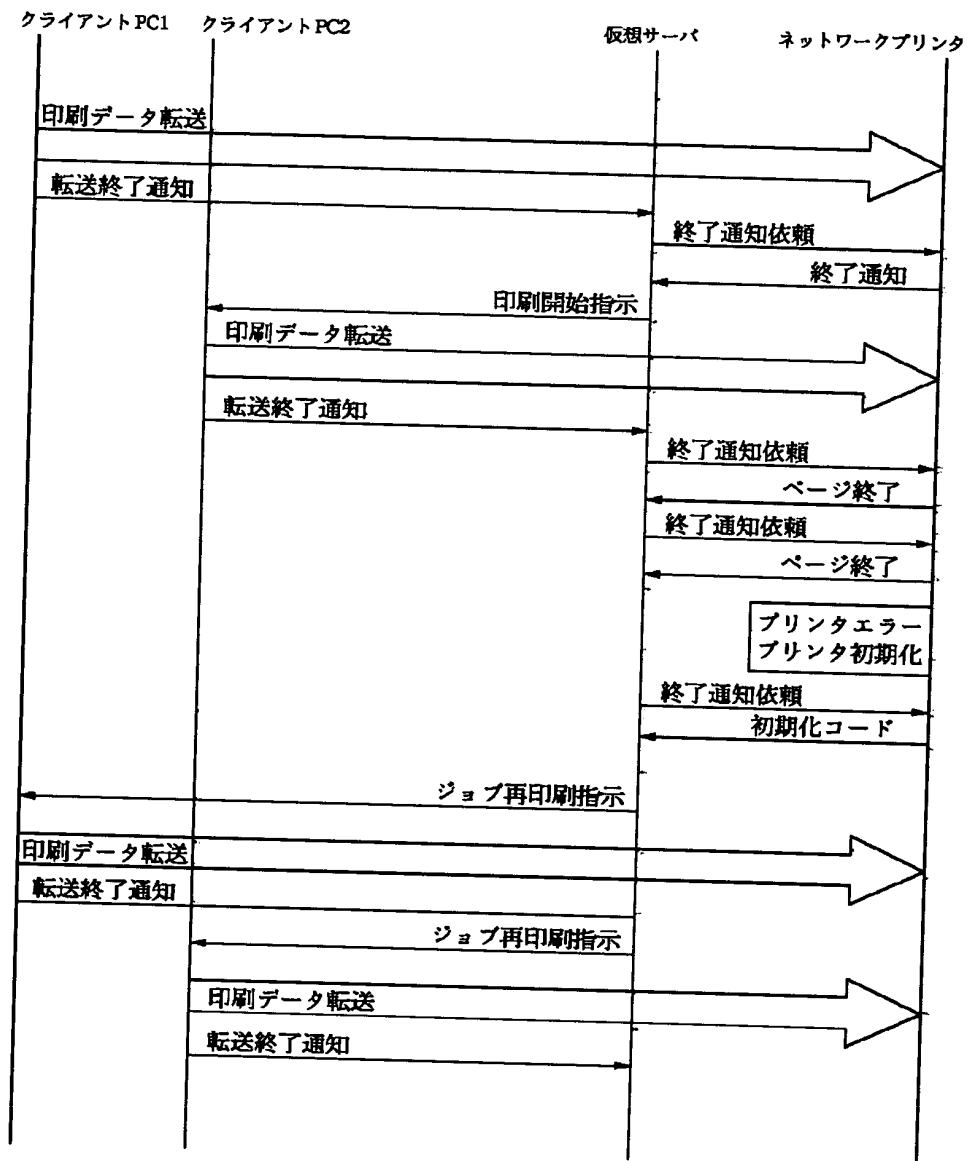 クライアントPC1
クライアントPC2
仮想サーバ
ネットワークプリンタ
印刷データ転送
転送終了通知
終了通知依頼
終了通知
印刷開始指示
印刷データ転送
転送終了通知
終了通知依頼
ページ終了
終了通知依頼
ページ終了
プリンタエラー
プリンタ初期化
終了通知依頼
初期化コード
ジョブ再印刷指示
印刷データ転送
転送終了通知
ジョブ再印刷指示
印刷データ転送
転送終了通知